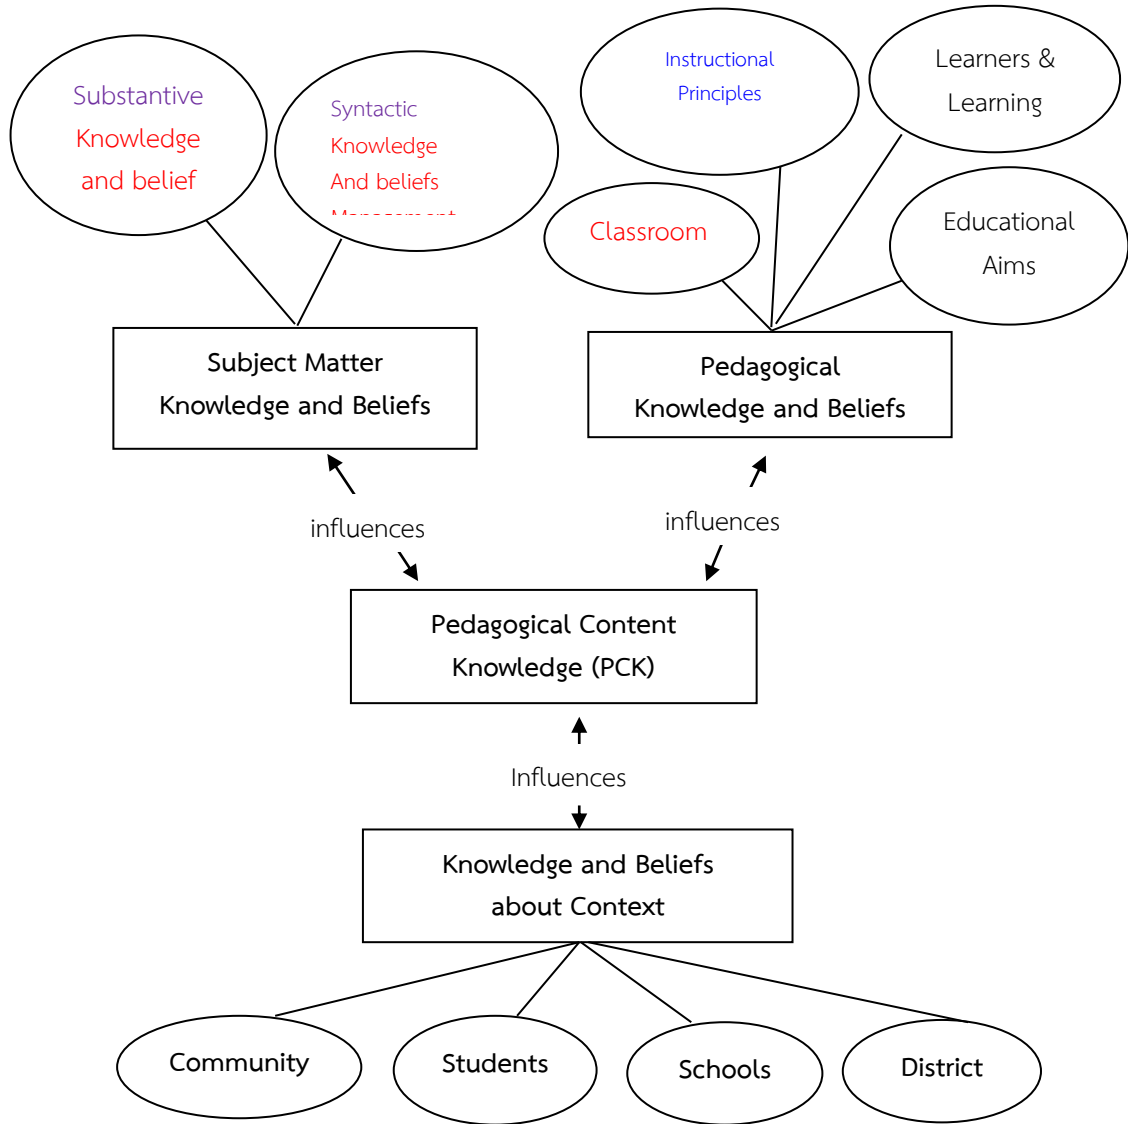 Substantive
Knowledge
and belief
Syntactic
Knowledge
And beliefs
Management
Instructional
Principles
Learners &
Learning
Classroom
Educational
Aims
Subject Matter
Knowledge and Beliefs
Pedagogical
Knowledge and Beliefs
influences
influences
Pedagogical Content
Knowledge (PCK)
Influences
Knowledge and Beliefs
about Context
Community
Students
Schools
District